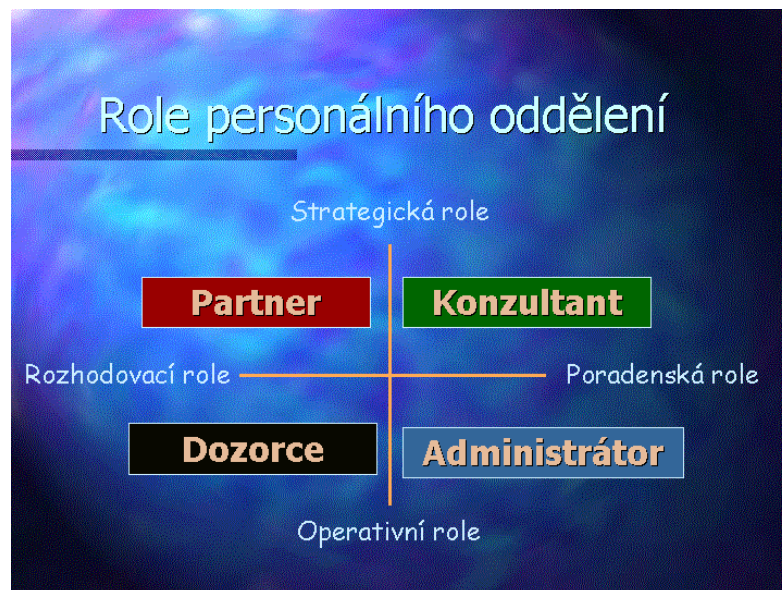 Role personálního oddělení
Strategická role
Partner
Konzultant
Rozhodovací role
Poradenská role
Dozorce
Administrátor
Operativní role